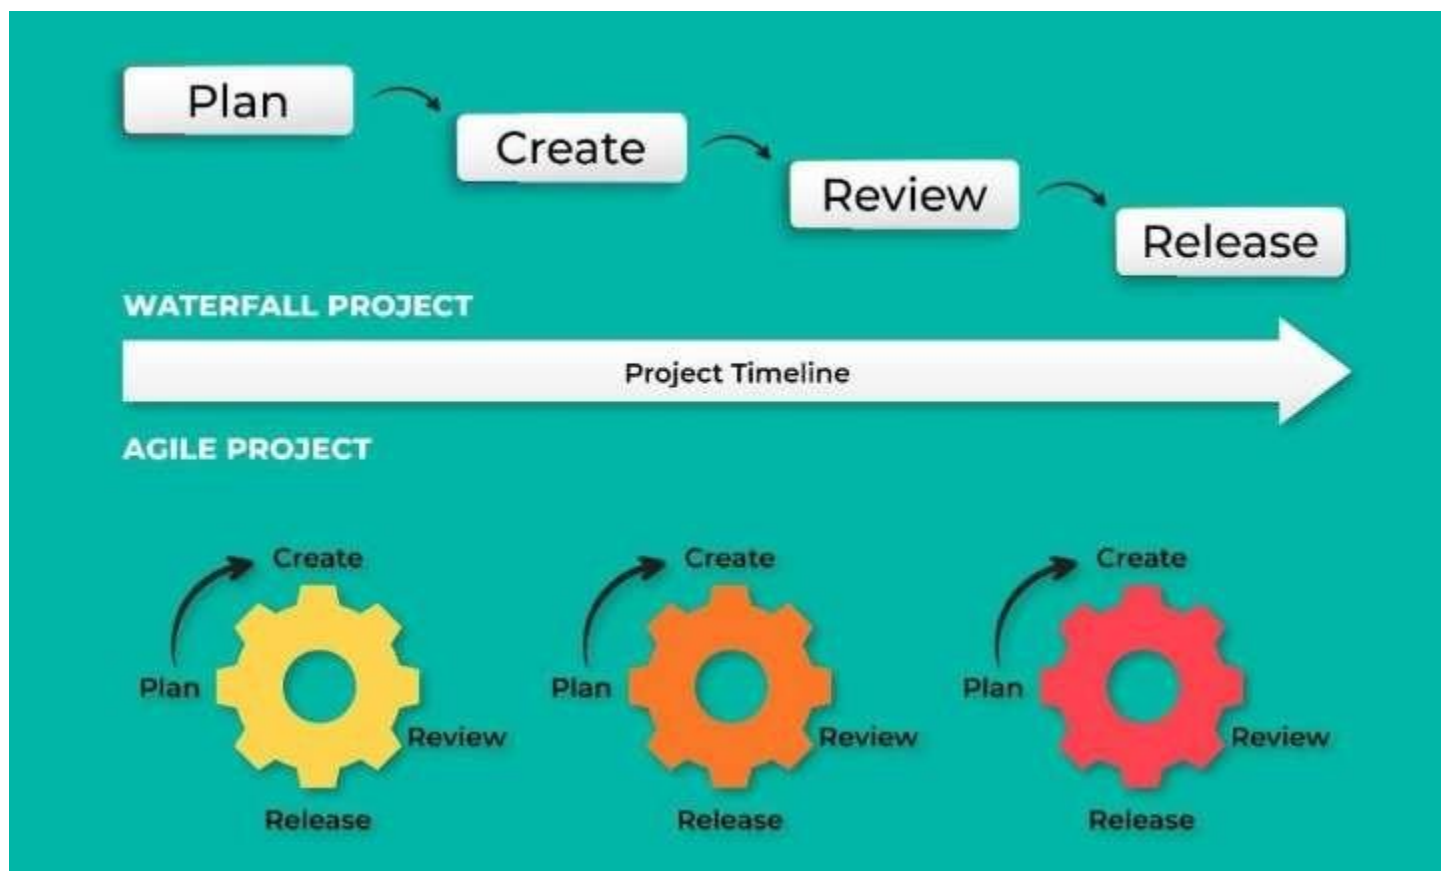 Plan
Create
Review
Release
WATERFALL PROJECT
Project Timeline
AGILE PROJECT
Create
Plan
Review
Release
Create
Plan
Review
Release
Create
Plan
Review
Release